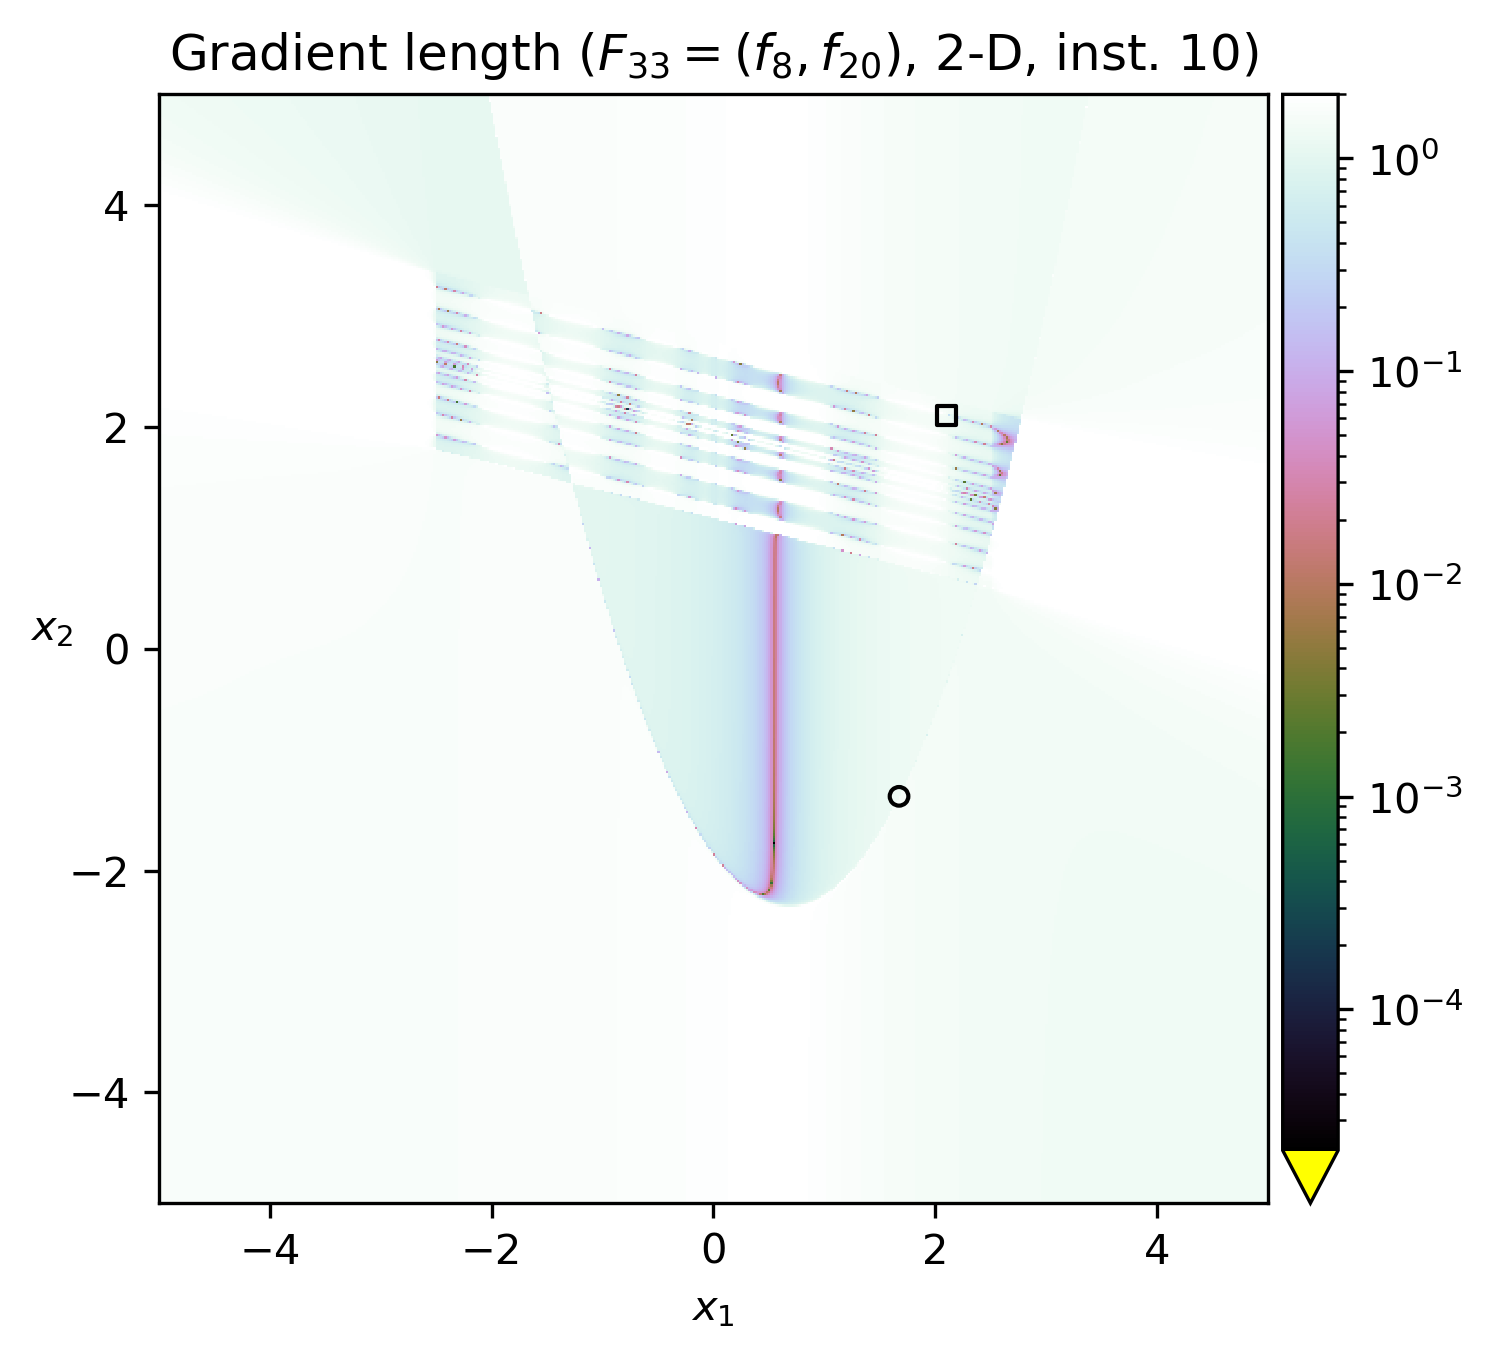 Gradient length (F₃₃ = (f₈, f₂₀), 2-D, inst. 10)
4
2
0
−2
−4
x₂
−4 −2 0 2 4
x₁
10⁰
10⁻¹
10⁻²
10⁻³
10⁻⁴